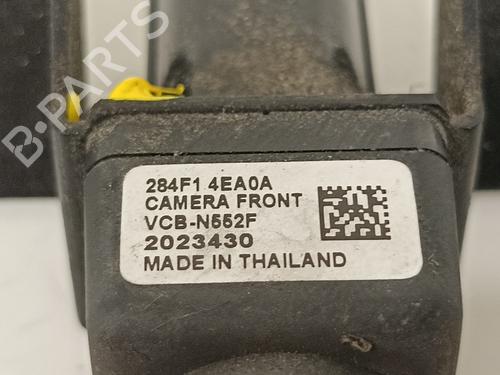 B-PARTS
284F1 4EA0A
CAMERA FRONT
VCB-N552F
2023430
MADE IN THAILAND